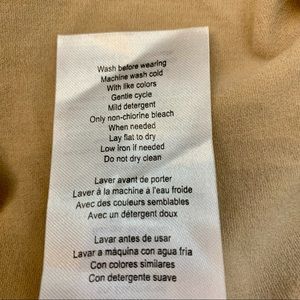 Wash before wearing
Machine wash cold
With like colors
Gentle cycle
Mild detergent
Only non-chlorine bleach
When needed
Lay flat to dry
Low iron if needed
Do not dry clean
Laver avant de porter
Laver à la machine à l'eau froide
Avec des couleurs semblables
Avec un détergent doux
Lavar antes de usar
Lavar a máquina con agua fria
Con colores similares
Con detergente suave